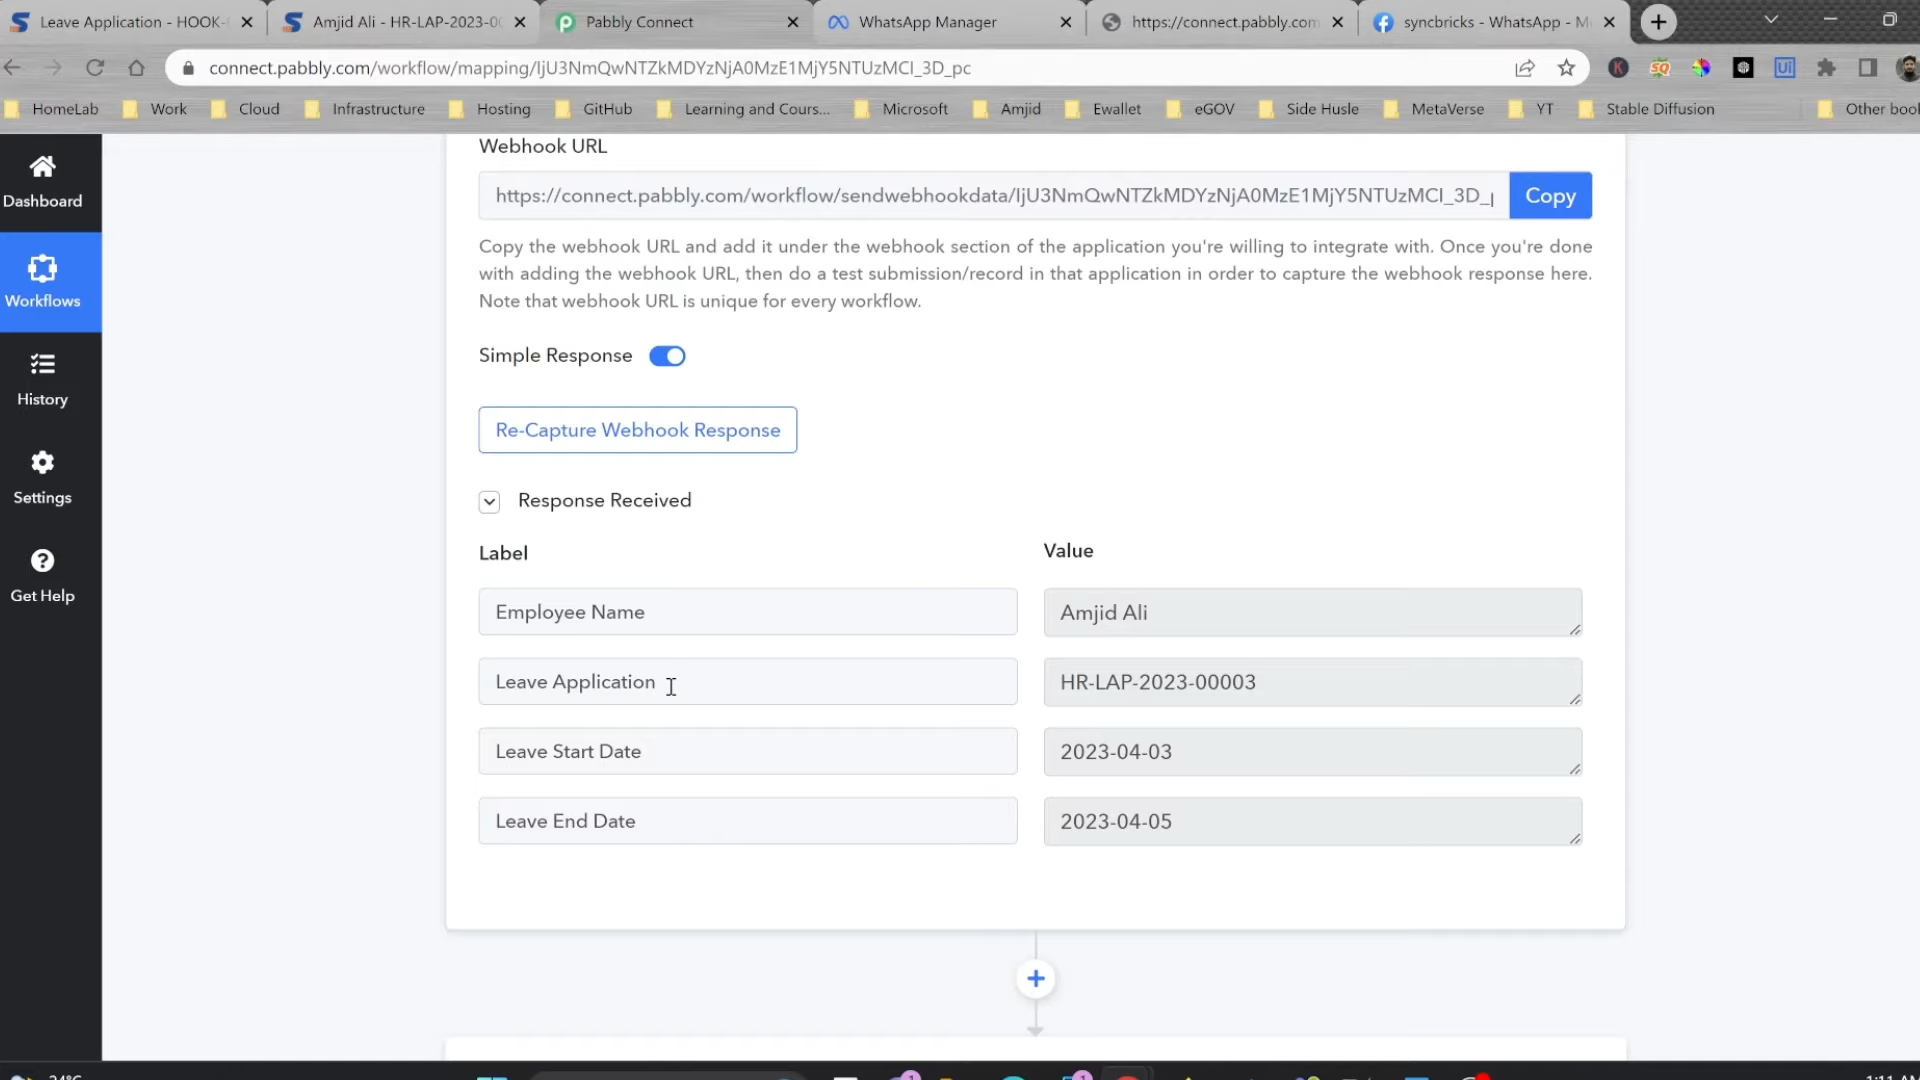 Leave Application - HOOK-
Amjid Ali - HR-LAP-2023-00
Pabbly Connect
WhatsApp Manager
https://connect.pabbly.com
syncbricks - WhatsApp - M
connect.pabbly.com/workflow/mapping/IjU3NmQwNTZkMDYzNjA0MzE1MjY5NTUzMCI_3D_pc
HomeLab
Work
Cloud
Infrastructure
Hosting
GitHub
Learning and Cours...
Microsoft
Amjid
Ewallet
eGOV
Side Husle
MetaVerse
YT
Stable Diffusion
Other book
Dashboard
Workflows
History
Settings
Get Help
Webhook URL
https://connect.pabbly.com/workflow/sendwebhookdata/IjU3NmQwNTZkMDYzNjA0MzE1MjY5NTUzMCI_3D_p
Copy
Copy the webhook URL and add it under the webhook section of the application you're willing to integrate with. Once you're done
with adding the webhook URL, then do a test submission/record in that application in order to capture the webhook response here.
Note that webhook URL is unique for every workflow.
Simple Response
Re-Capture Webhook Response
Response Received
Label
Value
Employee Name
Amjid Ali
Leave Application
HR-LAP-2023-00003
Leave Start Date
2023-04-03
Leave End Date
2023-04-05